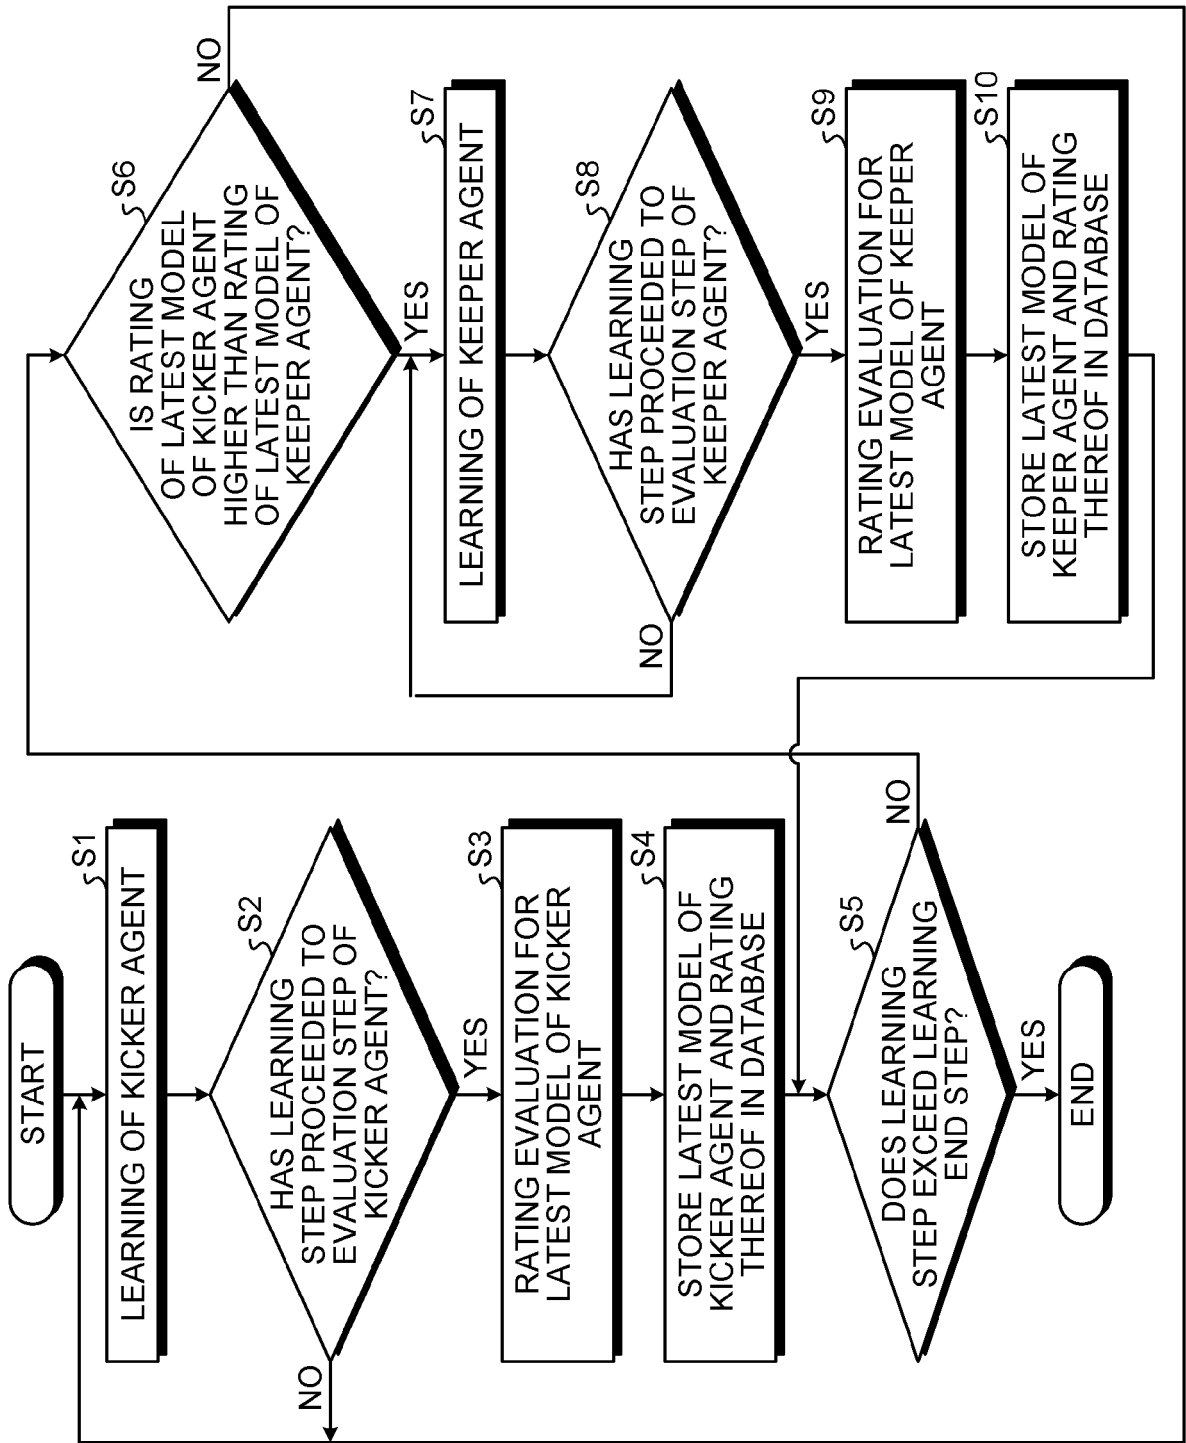 START
S1
LEARNING OF KICKER AGENT
S2
HAS LEARNING
STEP PROCEEDED TO
EVALUATION STEP OF
KICKER AGENT?
NO
YES
S3
RATING EVALUATION FOR
LATEST MODEL OF KICKER
AGENT
S4
STORE LATEST MODEL OF
KICKER AGENT AND RATING
THEREOF IN DATABASE
S5
DOES LEARNING
STEP EXCEED LEARNING
END STEP?
NO
YES
END
S6
IS RATING
OF LATEST MODEL
OF KICKER AGENT
HIGHER THAN RATING
OF LATEST MODEL OF
KEEPER AGENT?
NO
YES
S7
LEARNING OF KEEPER AGENT
S8
HAS LEARNING
STEP PROCEEDED TO
EVALUATION STEP OF
KEEPER AGENT?
NO
YES
S9
RATING EVALUATION FOR
LATEST MODEL OF KEEPER
AGENT
S10
STORE LATEST MODEL OF
KEEPER AGENT AND RATING
THEREOF IN DATABASE